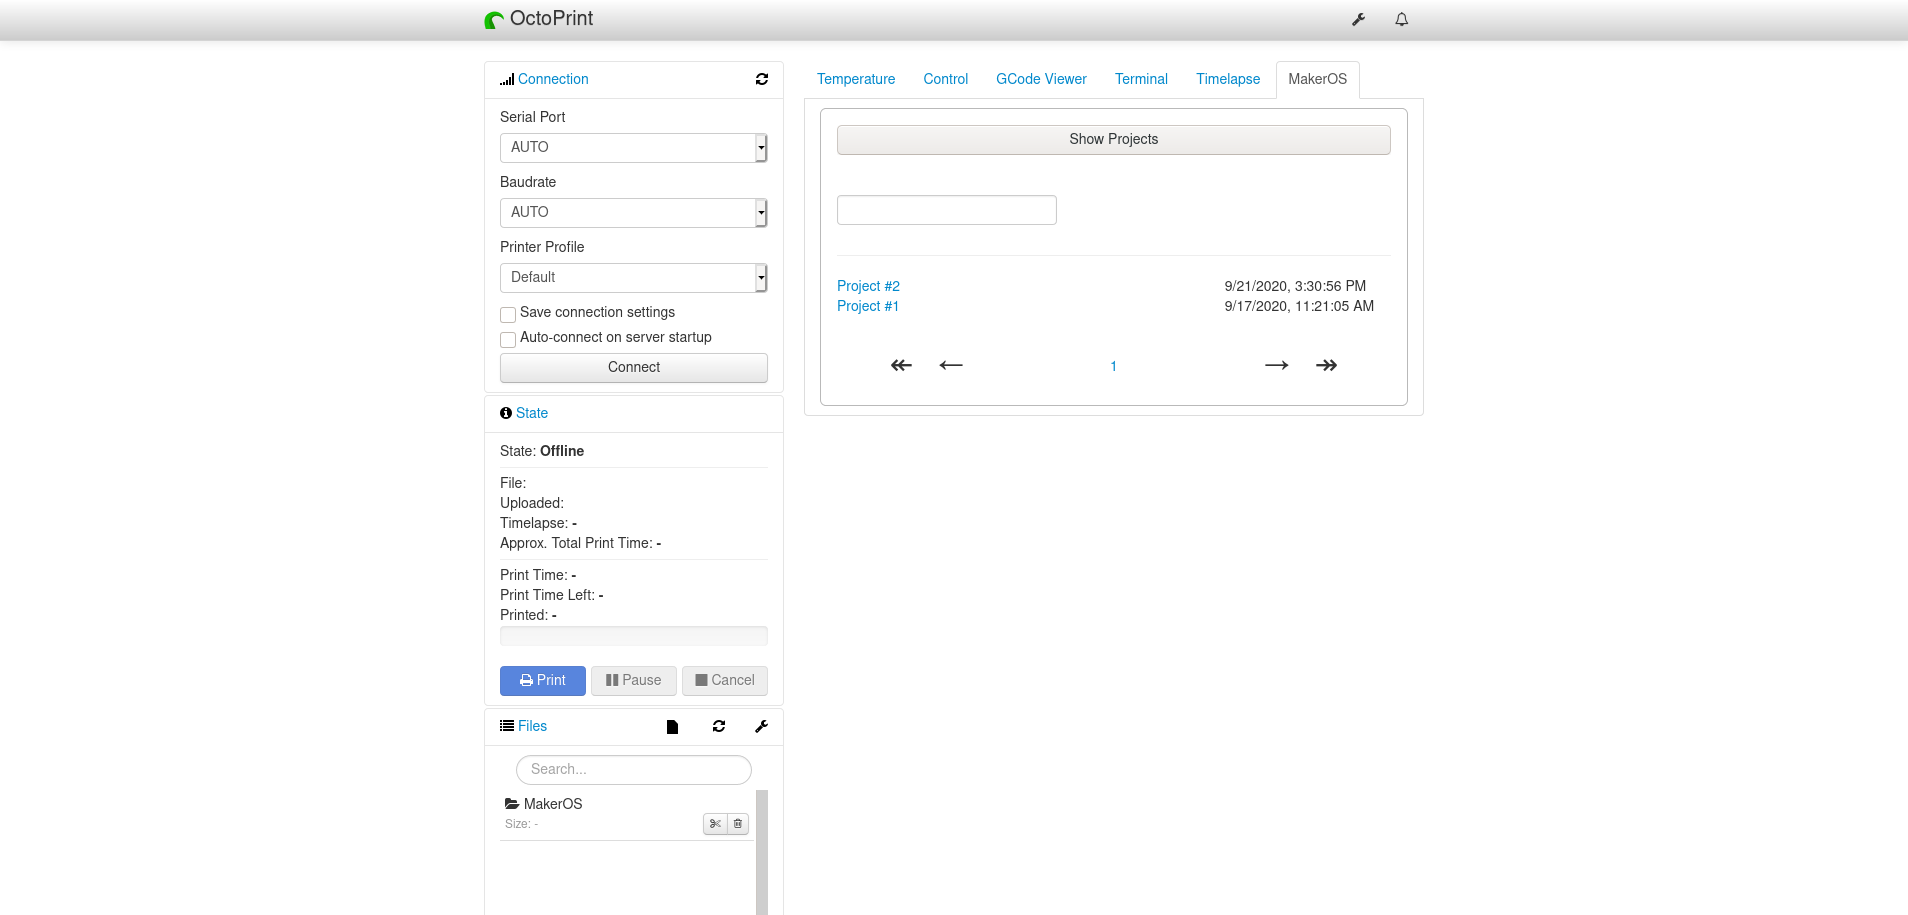 OctoPrint
Connection
Serial Port
AUTO
Baudrate
AUTO
Printer Profile
Default
Save connection settings
Auto-connect on server startup
Connect
State
State: Offline
File:
Uploaded:
Timelapse: -
Approx. Total Print Time: -
Print Time: -
Print Time Left: -
Printed: -
Print Pause Cancel
Files
Search...
MakerOS
Size: -
Temperature Control GCode Viewer Terminal Timelapse MakerOS
Show Projects
Project #2 9/21/2020, 3:30:56 PM
Project #1 9/17/2020, 11:21:05 AM
1